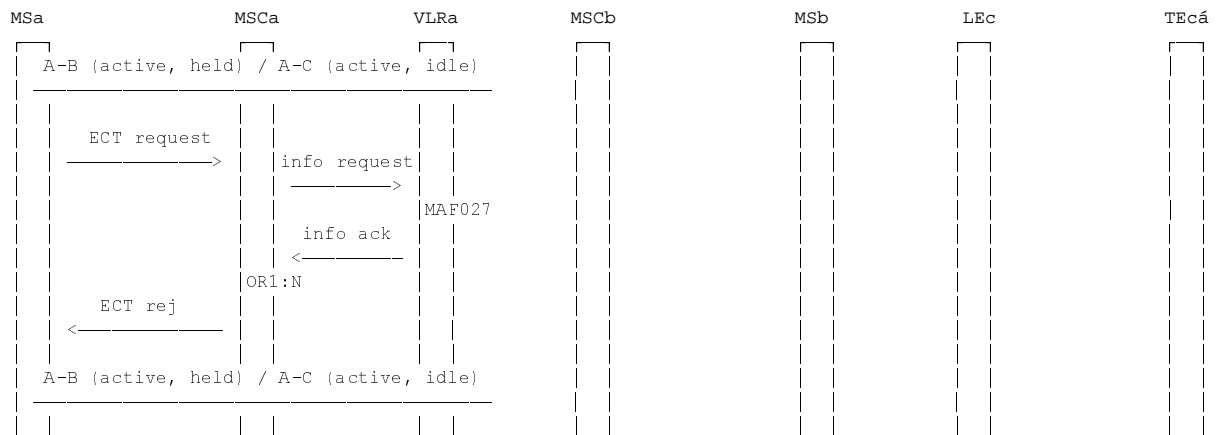 MSa MSCa VLRa MSCb MSb LEc TEcá
A-B (active, held) / A-C (active, idle)
ECT request
info request
MAF027
info ack
OR1:N
ECT rej
A-B (active, held) / A-C (active, idle)